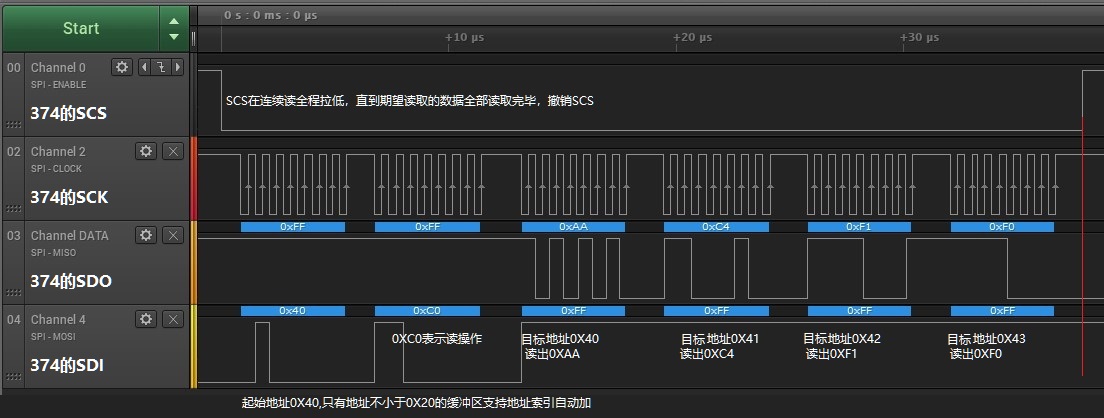 Start
0 s : 0 ms : 0 µs
+10 µs
+20 µs
+30 µs
00 Channel 0
SPI - ENABLE
374的SCS
SCS在连续读全程拉低，直到期望读取的数据全部读取完毕，撤销SCS
02 Channel 2
SPI - CLOCK
374的SCK
03 Channel DATA
SPI - MISO
374的SDO
0xFF 0xFF 0xAA 0xC4 0xF1 0xF0
04 Channel 4
SPI - MOSI
374的SDI
0x40 0xC0 0xFF 0xFF 0xFF 0xFF
0XC0表示读操作
目标地址0X40
读出0XAA
目标地址0X41
读出0XC4
目标地址0X42
读出0XF1
目标地址0X43
读出0XF0
起始地址0X40,只有地址不小于0X20的缓冲区支持地址索引自动加